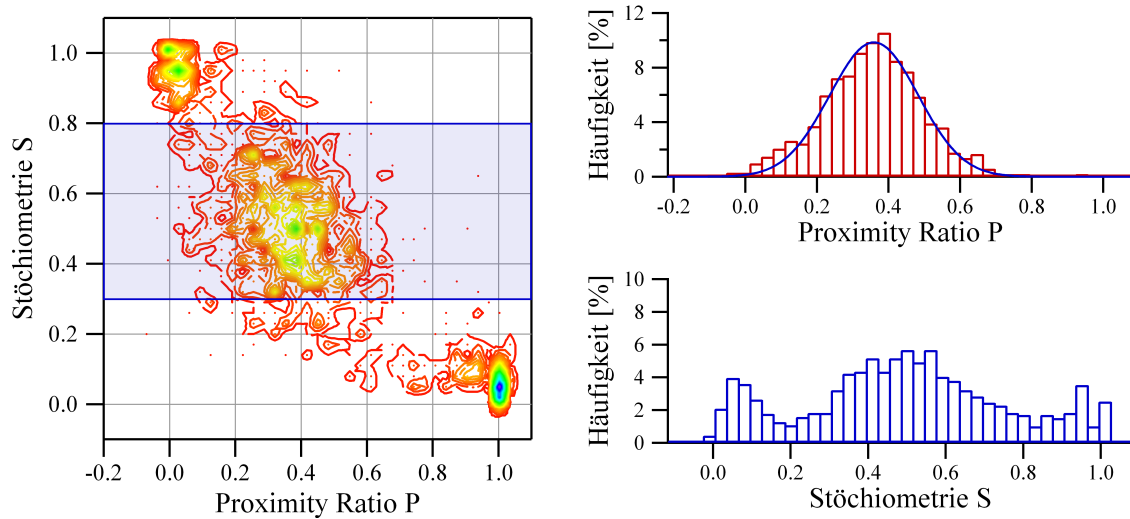 Stöchiometrie S
1.0
0.8
0.6
0.4
0.2
0.0
-0.2 0.0 0.2 0.4 0.6 0.8 1.0
Proximity Ratio P
Häufigkeit [%]
12
8
4
0
-0.2 0.0 0.2 0.4 0.6 0.8 1.0
Proximity Ratio P
Häufigkeit [%]
10
8
6
4
2
0
0.0 0.2 0.4 0.6 0.8 1.0
Stöchiometrie S